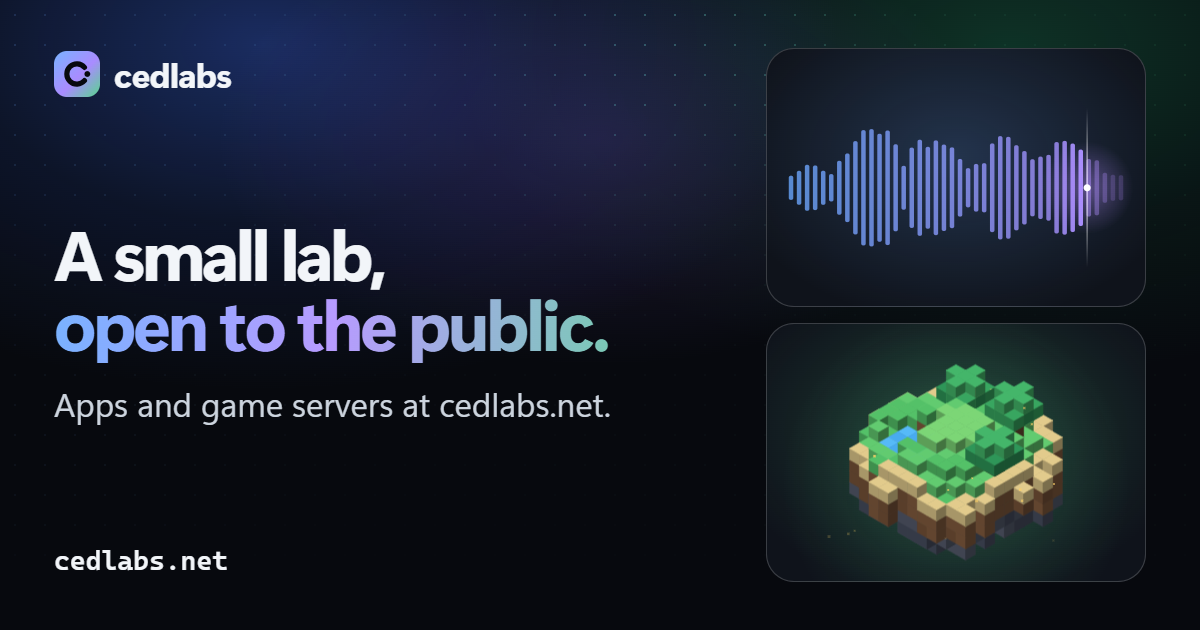 cedlabs
A small lab,
open to the public.
Apps and game servers at cedlabs.net.
cedlabs.net